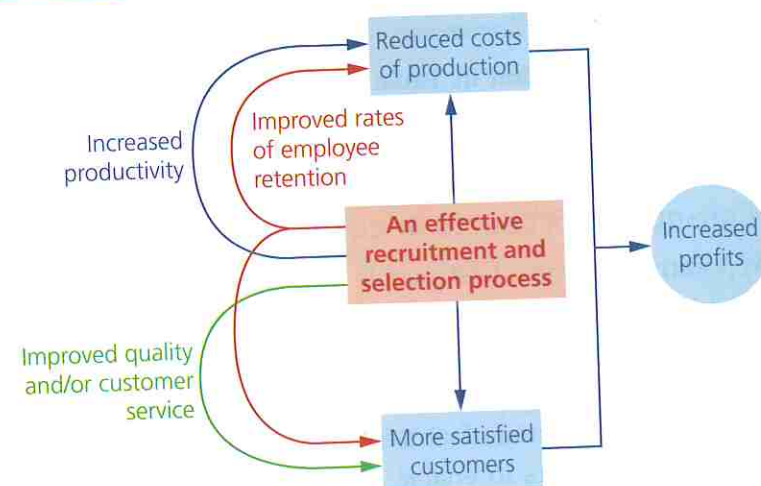 Reduced costs
of production
Increased
productivity
Improved rates
of employee
retention
An effective
recruitment and
selection process
Increased
profits
Improved quality
and/or customer
service
More satisfied
customers